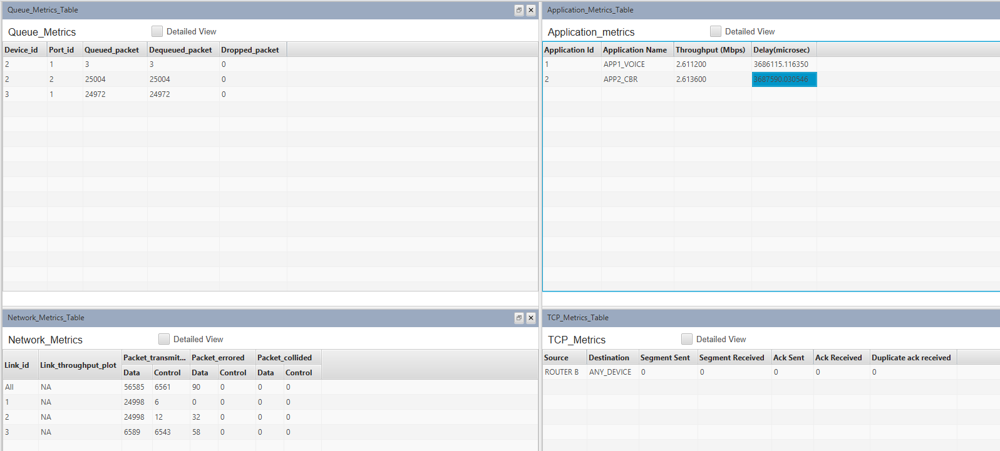 Queue_Metrics_Table
Queue_Metrics Detailed View
Device_id Port_id Queued_packet Dequeued_packet Dropped_packet
2 1 3 3 0
2 2 25004 25004 0
3 1 24972 24972 0
Application_Metrics_Table
Application_metrics Detailed View
Application Id Application Name Throughput (Mbps) Delay(microsec)
1 APP1_VOICE 2.611200 3686115.116350
2 APP2_CBR 2.613600 3687590.030546
Network_Metrics_Table
Network_Metrics Detailed View
Link_id Link_throughput_plot Packet_transmit... Packet_errored Packet_collided
Data Control Data Control Data Control
All NA 56585 6561 90 0 0 0
1 NA 24998 6 0 0 0 0
2 NA 24998 12 32 0 0 0
3 NA 6589 6543 58 0 0 0
TCP_Metrics_Table
TCP_Metrics Detailed View
Source Destination Segment Sent Segment Received Ack Sent Ack Received Duplicate ack received
ROUTER B ANY_DEVICE 0 0 0 0 0